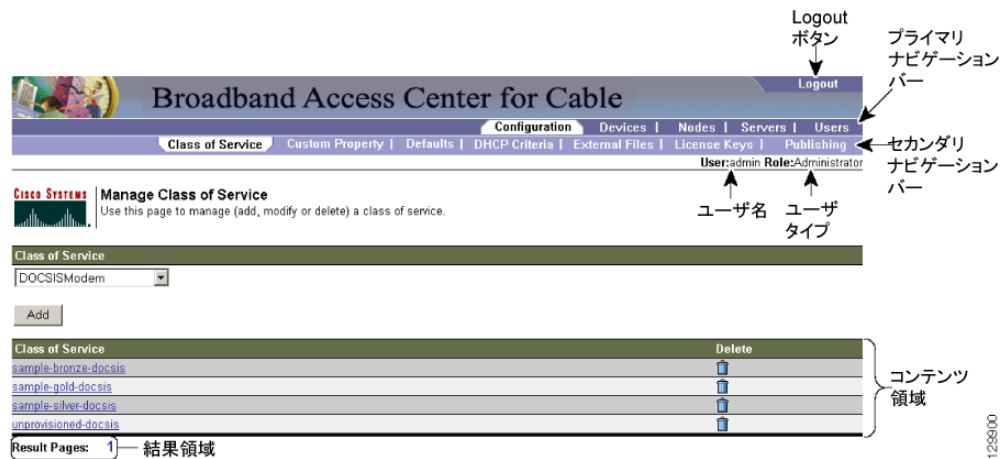 Logout
ボタン
プライマリ
ナビゲーション
バー
Logout
Broadband Access Center for Cable
Configuration Devices | Nodes | Servers | Users
Class of Service Custom Property | Defaults | DHCP Criteria | External Files | License Keys | Publishing
セカンダリ
ナビゲーション
バー
User:admin Role:Administrator
CISCO SYSTEMS
Manage Class of Service
Use this page to manage (add, modify or delete) a class of service.
ユーザ名
ユーザ
タイプ
Class of Service
DOCSISModem
Add
Class of Service Delete
sample-bronze-docsis
sample-gold-docsis
sample-silver-docsis
unprovisioned-docsis
コンテンツ
領域
Result Pages: 1
結果領域
129900